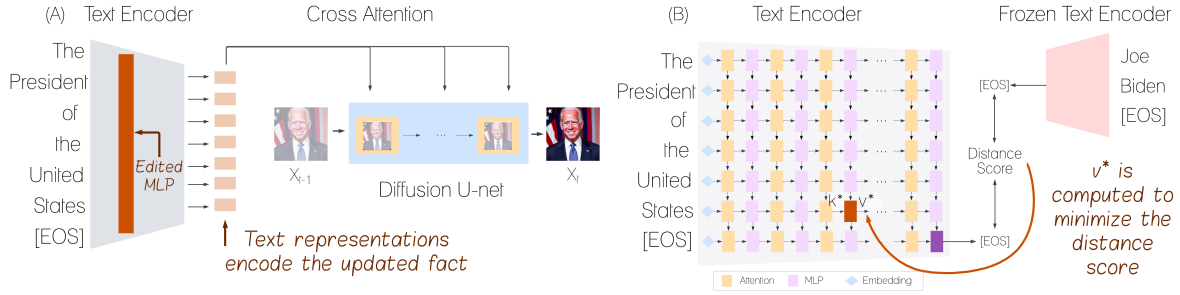 (A)
Text Encoder
Cross Attention
The
President
of
the
United
States
[EOS]
Edited
MLP
X_{t-1}
Diffusion U-net
X_t
Text representations
encode the updated fact
(B)
Text Encoder
Frozen Text Encoder
The
President
of
the
United
States
[EOS]
K*
V*
[EOS]
Distance
Score
[EOS]
Joe
Biden
[EOS]
v* is
computed to
minimize the
distance
score
Attention
MLP
Embedding